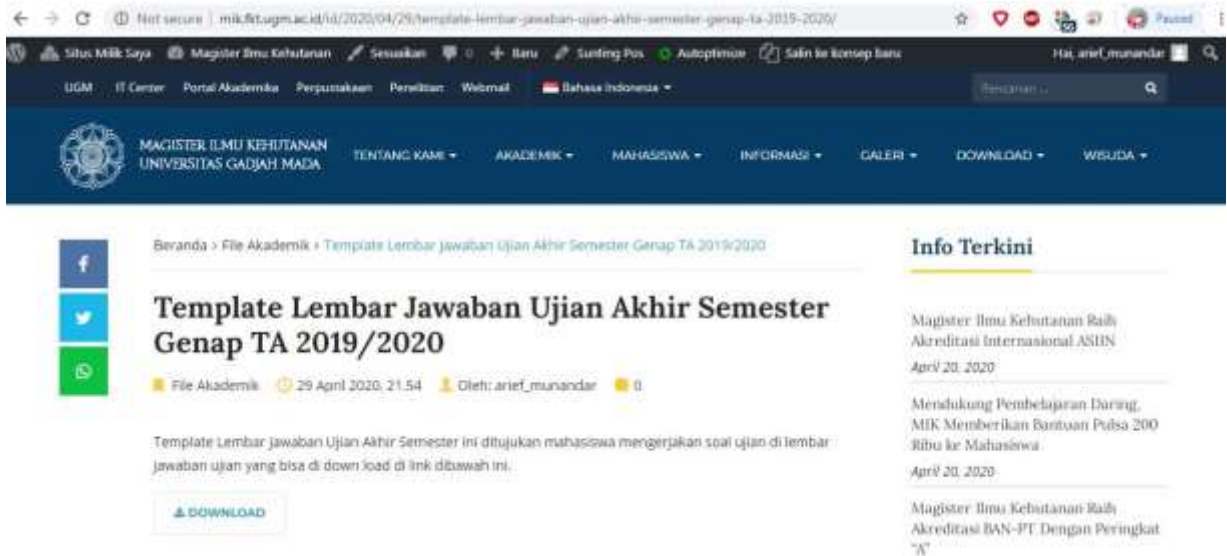 Not secure | mik.fkt.ugm.ac.id/id/2020/04/29/template-lembar-jawaban-ujian-akhir-semester-genap-ta-2019-2020/
Paused
Situs Milik Saya Magister Ilmu Kehutanan Sesuaikan 0 + Baru Sunting Pos Autoptimize Salin ke konsep baru Hai, arief_munandar
UGM IT Center Portal Akademika Perpustakaan Penelitian Webmail Bahasa Indonesia Pencarian ...
MAGISTER ILMU KEHUTANAN
UNIVERSITAS GADJAH MADA
TENTANG KAMI AKADEMIK MAHASISWA INFORMASI GALERI DOWNLOAD WISUDA
Beranda > File Akademik > Template Lembar Jawaban Ujian Akhir Semester Genap TA 2019/2020
Template Lembar Jawaban Ujian Akhir Semester
Genap TA 2019/2020
File Akademik 29 April 2020, 21.54 Oleh: arief_munandar 0
Template Lembar Jawaban Ujian Akhir Semester ini ditujukan mahasiswa mengerjakan soal ujian di lembar
jawaban ujian yang bisa di down load di link dibawah ini.
DOWNLOAD
Info Terkini
Magister Ilmu Kehutanan Raih
Akreditasi Internasional ASIIN
April 20, 2020
Mendukung Pembelajaran Daring,
MIK Memberikan Bantuan Pulsa 200
Ribu ke Mahasiswa
April 20, 2020
Magister Ilmu Kehutanan Raih
Akreditasi BAN-PT Dengan Peringkat
"A"